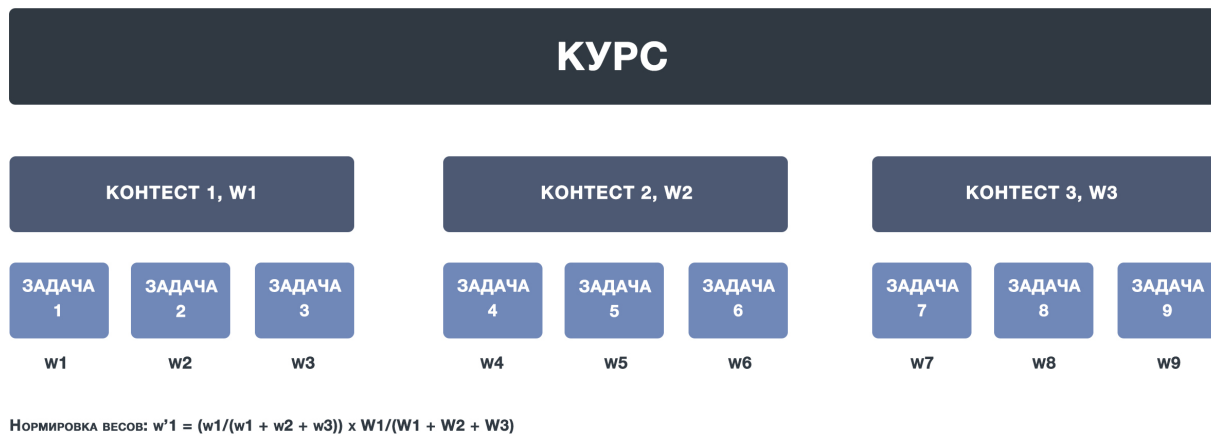 КУРС
КОНТЕСТ 1, W1
КОНТЕСТ 2, W2
КОНТЕСТ 3, W3
ЗАДАЧА
1
ЗАДАЧА
2
ЗАДАЧА
3
ЗАДАЧА
4
ЗАДАЧА
5
ЗАДАЧА
6
ЗАДАЧА
7
ЗАДАЧА
8
ЗАДАЧА
9
w1 w2 w3 w4 w5 w6 w7 w8 w9
Нормировка весов: w’1 = (w1/(w1 + w2 + w3)) x W1/(W1 + W2 + W3)